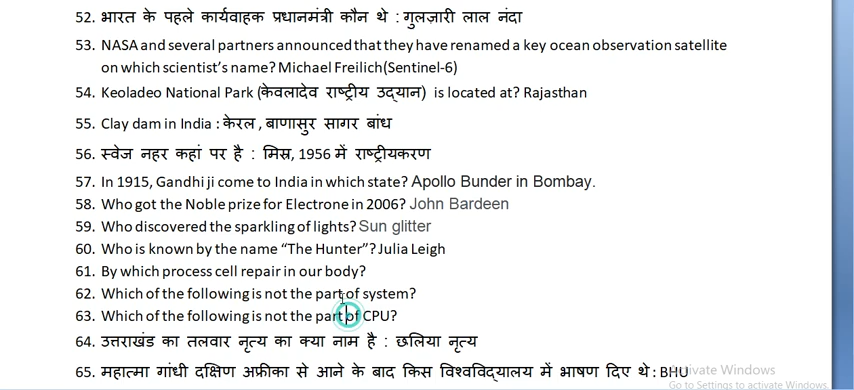 52. भारत के पहले कार्यवाहक प्रधानमंत्री कौन थे : गुलज़ारी लाल नंदा
53. NASA and several partners announced that they have renamed a key ocean observation satellite
on which scientist's name? Michael Freilich(Sentinel-6)
54. Keoladeo National Park (केवलादेव राष्ट्रीय उद्यान) is located at? Rajasthan
55. Clay dam in India : केरल , बाणासुर सागर बांध
56. स्वेज नहर कहां पर है : मिस्र, 1956 में राष्ट्रीयकरण
57. In 1915, Gandhi ji come to India in which state? Apollo Bunder in Bombay.
58. Who got the Noble prize for Electrone in 2006? John Bardeen
59. Who discovered the sparkling of lights? Sun glitter
60. Who is known by the name “The Hunter”? Julia Leigh
61. By which process cell repair in our body?
62. Which of the following is not the part of system?
63. Which of the following is not the part of CPU?
64. उत्तराखंड का तलवार नृत्य का क्या नाम है : छलिया नृत्य
65. महात्मा गांधी दक्षिण अफ्रीका से आने के बाद किस विश्वविद्यालय में भाषण दिए थे : BHU
Activate Windows
Go to Settings to activate Windows.